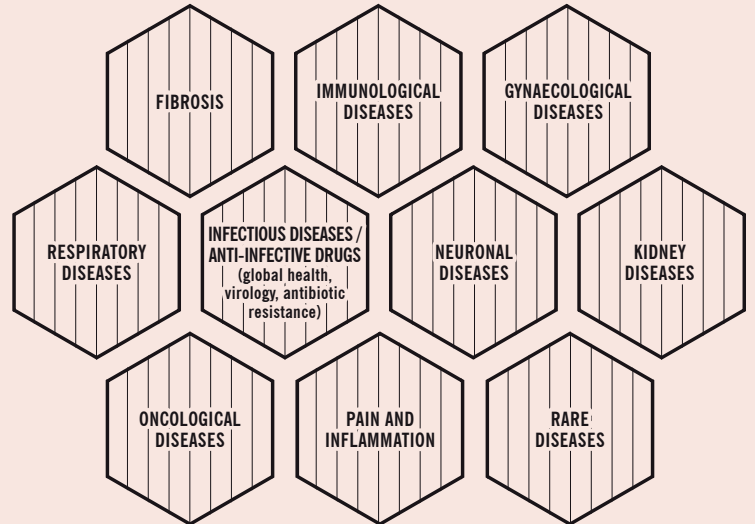 FIBROSIS
IMMUNOLOGICAL
DISEASES
GYNAECOLOGICAL
DISEASES
RESPIRATORY
DISEASES
INFECTIOUS DISEASES /
ANTI-INFECTIVE DRUGS
(global health,
virology, antibiotic
resistance)
NEURONAL
DISEASES
KIDNEY
DISEASES
ONCOLOGICAL
DISEASES
PAIN AND
INFLAMMATION
RARE
DISEASES